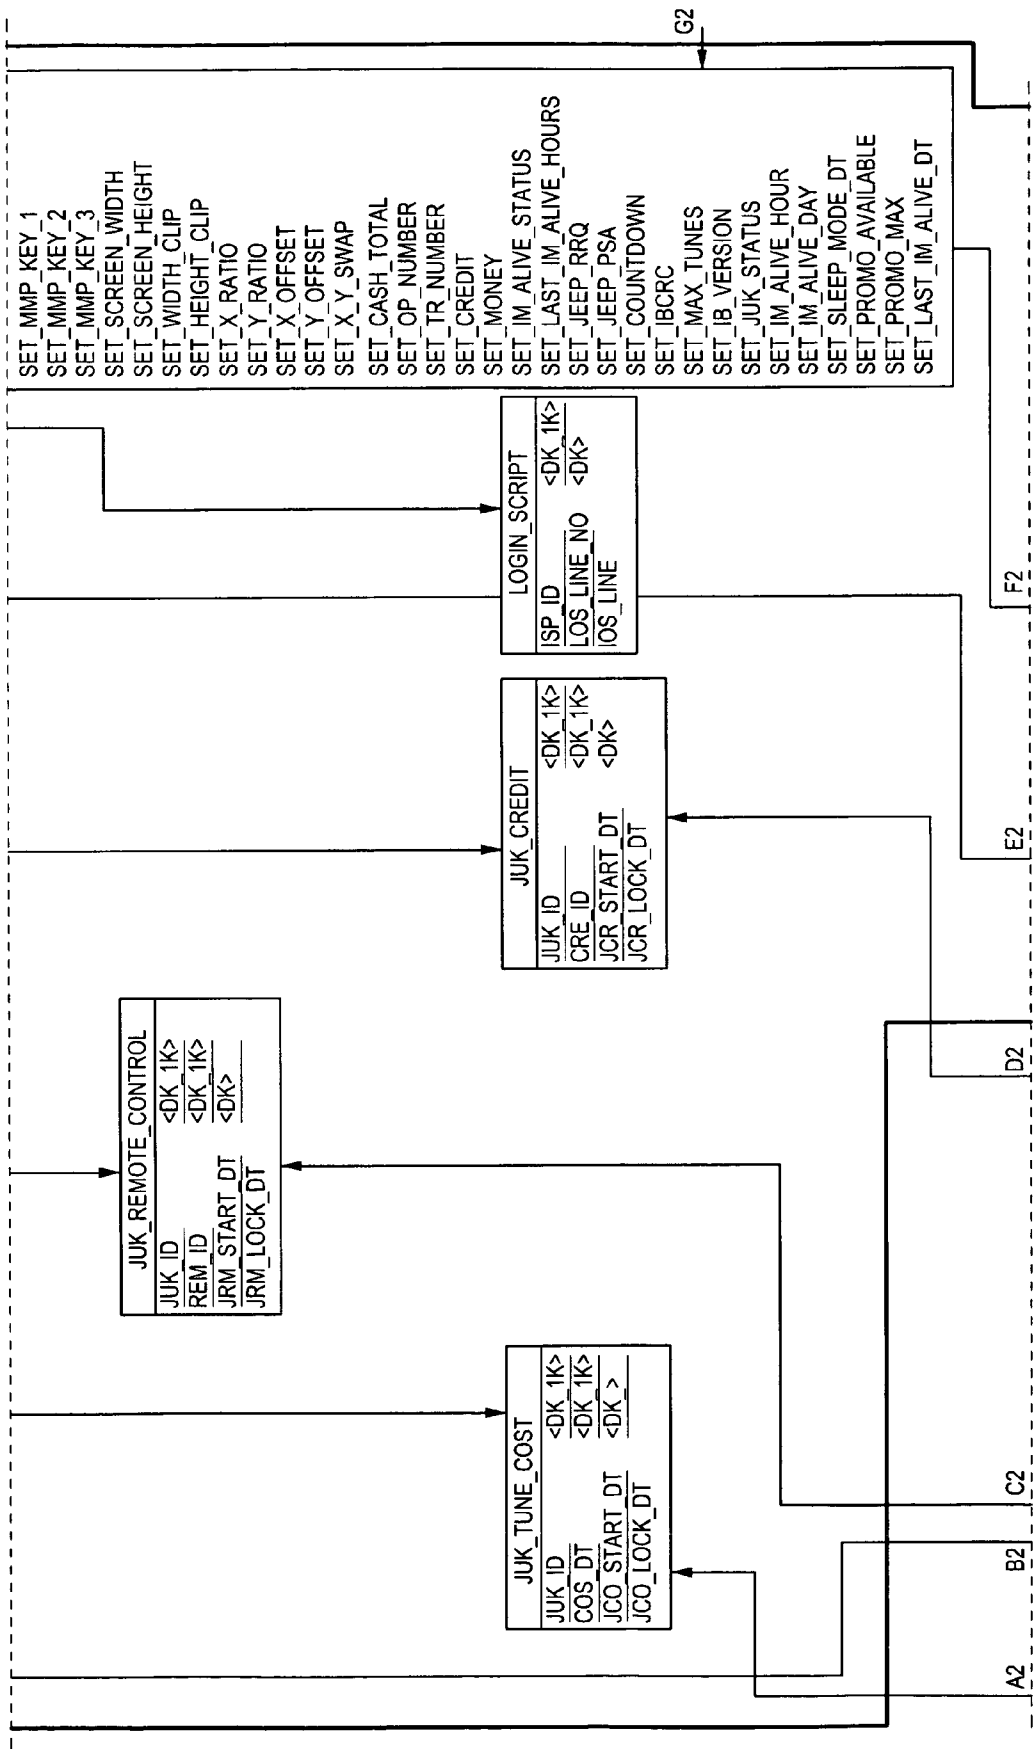 JUK_TUNE_COST
JUK_ID <DK_1K>
COS_DT <DK_1K>
JCO_START_DT <DK_>
JCO_LOCK_DT
JUK_REMOTE_CONTROL
JUK_ID <DK_1K>
REM_ID <DK_1K>
JRM_START_DT <DK>
JRM_LOCK_DT
JUK_CREDIT
JUK_ID <DK_1K>
CRE_ID <DK_1K>
JCR_START_DT <DK>
JCR_LOCK_DT
LOGIN_SCRIPT
ISP_ID <DK_1K>
LOS_LINE_NO <DK>
IOS_LINE
SET_MMP_KEY_1
SET_MMP_KEY_2
SET_MMP_KEY_3
SET_SCREEN_WIDTH
SET_SCREEN_HEIGHT
SET_WIDTH_CLIP
SET_HEIGHT_CLIP
SET_X_RATIO
SET_Y_RATIO
SET_X_OFFSET
SET_Y_OFFSET
SET_X_Y_SWAP
SET_CASH_TOTAL
SET_OP_NUMBER
SET_TR_NUMBER
SET_CREDIT
SET_MONEY
SET_IM_ALIVE_STATUS
SET_LAST_IM_ALIVE_HOURS
SET_JEEP_RRQ
SET_JEEP_PSA
SET_COUNTDOWN
SET_IBCRC
SET_MAX_TUNES
SET_IB_VERSION
SET_JUK_STATUS
SET_IM_ALIVE_HOUR
SET_IM_ALIVE_DAY
SET_SLEEP_MODE_DT
SET_PROMO_AVAILABLE
SET_PROMO_MAX
SET_LAST_IM_ALIVE_DT
G2
A2
B2
C2
D2
E2
F2